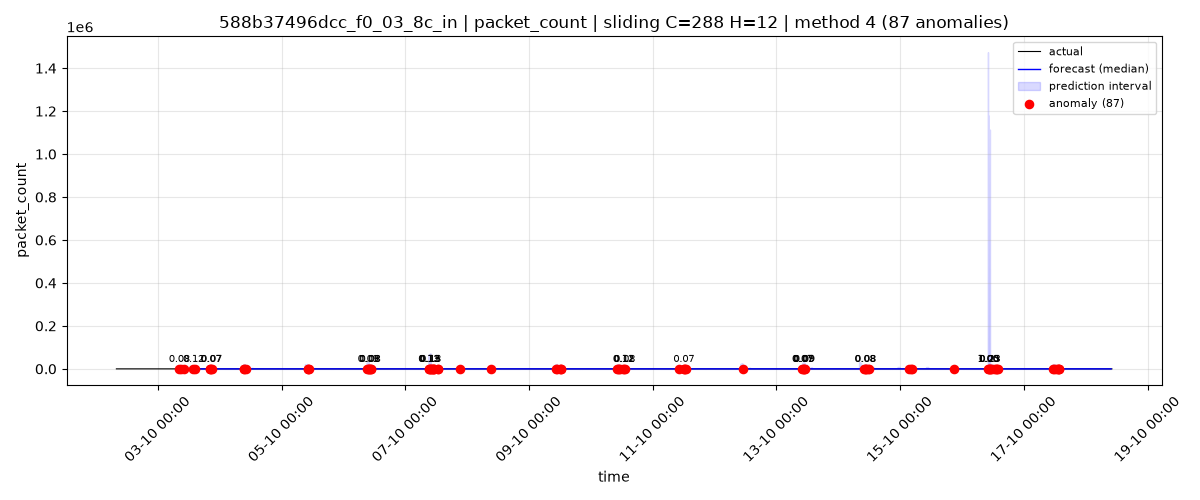 588b37496dcc_f0_03_8c_in | packet_count | sliding C=288 H=12 | method 4 (87 anomalies)
1e6
actual
forecast (median)
prediction interval
anomaly (87)
1.4
1.2
1.0
0.8
0.6
0.4
0.2
0.0
packet_count
0.07
0.07
0.08
03-10 00:00
05-10 00:00
07-10 00:00
09-10 00:00
11-10 00:00
13-10 00:00
15-10 00:00
17-10 00:00
19-10 00:00
time